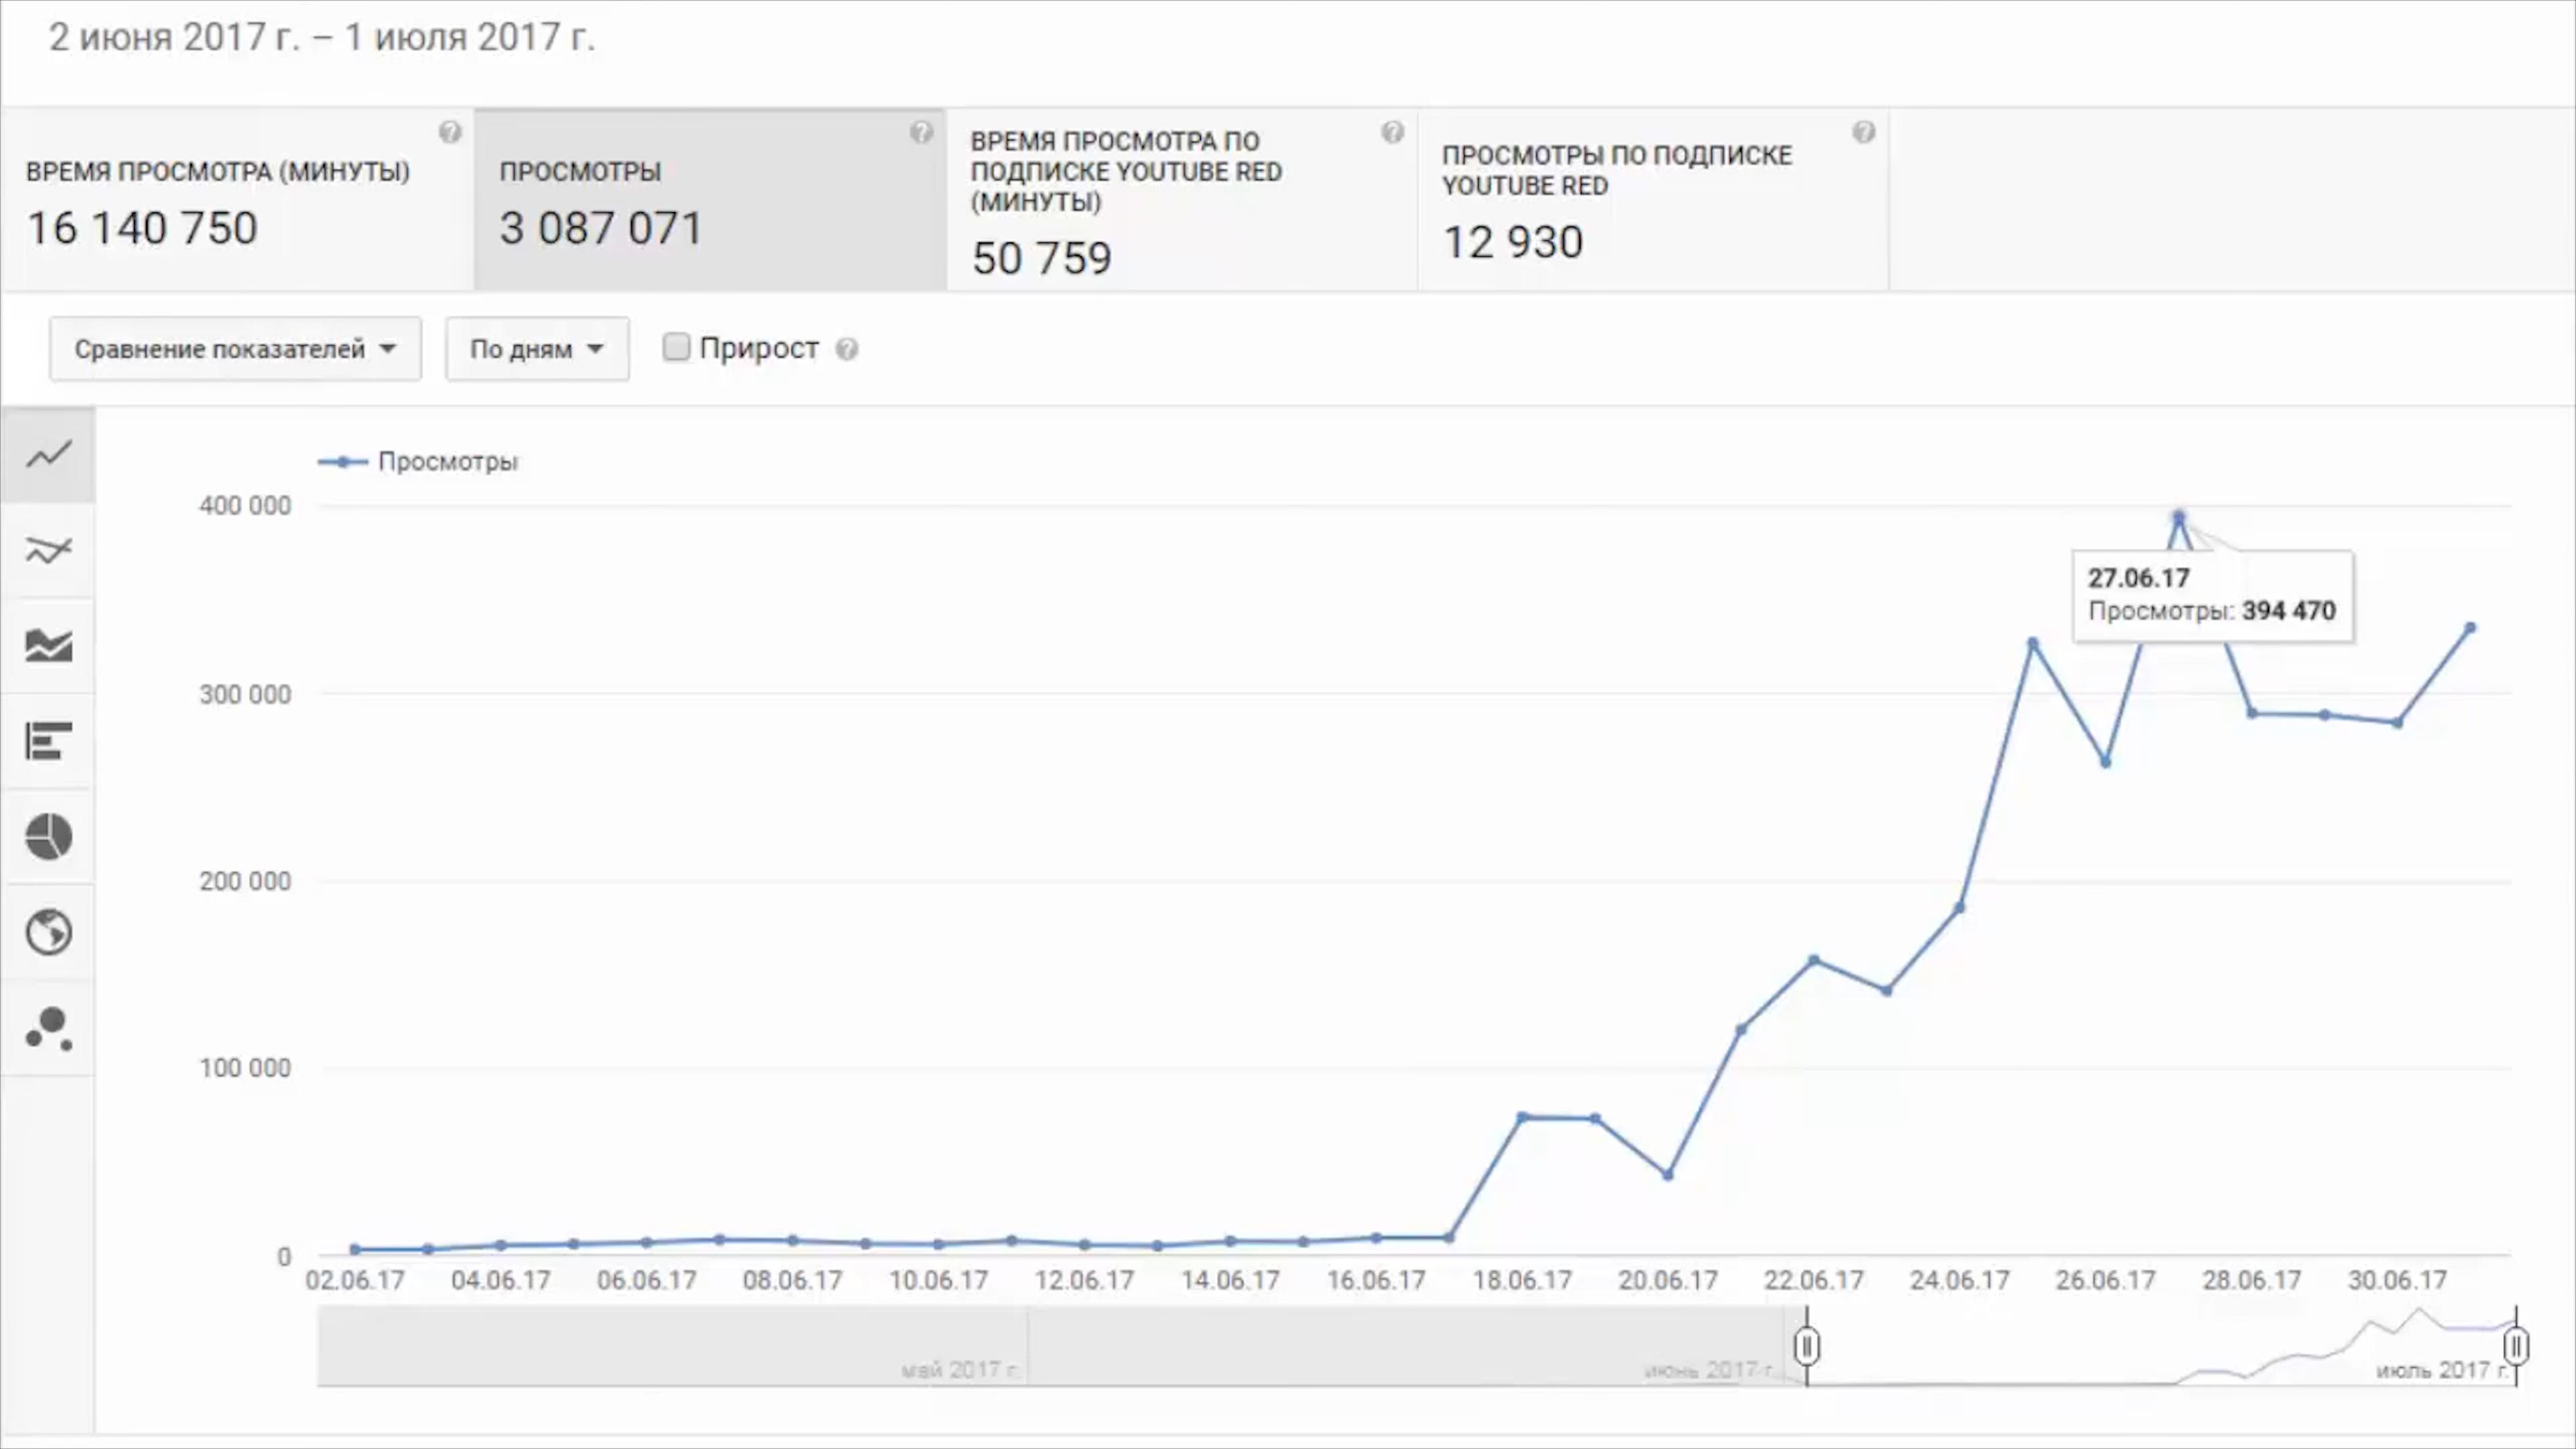 2 июня 2017 г. – 1 июля 2017 г.
ВРЕМЯ ПРОСМОТРА (МИНУТЫ)
16 140 750
ПРОСМОТРЫ
3 087 071
ВРЕМЯ ПРОСМОТРА ПО
ПОДПИСКЕ YOUTUBE RED
(МИНУТЫ)
50 759
ПРОСМОТРЫ ПО ПОДПИСКЕ
YOUTUBE RED
12 930
Сравнение показателей
По дням
Прирост
Просмотры
400 000
300 000
200 000
100 000
0
27.06.17
Просмотры: 394 470
02.06.17 04.06.17 06.06.17 08.06.17 10.06.17 12.06.17 14.06.17 16.06.17 18.06.17 20.06.17 22.06.17 24.06.17 26.06.17 28.06.17 30.06.17
май 2017 г. июнь 2017 г. июль 2017 г.